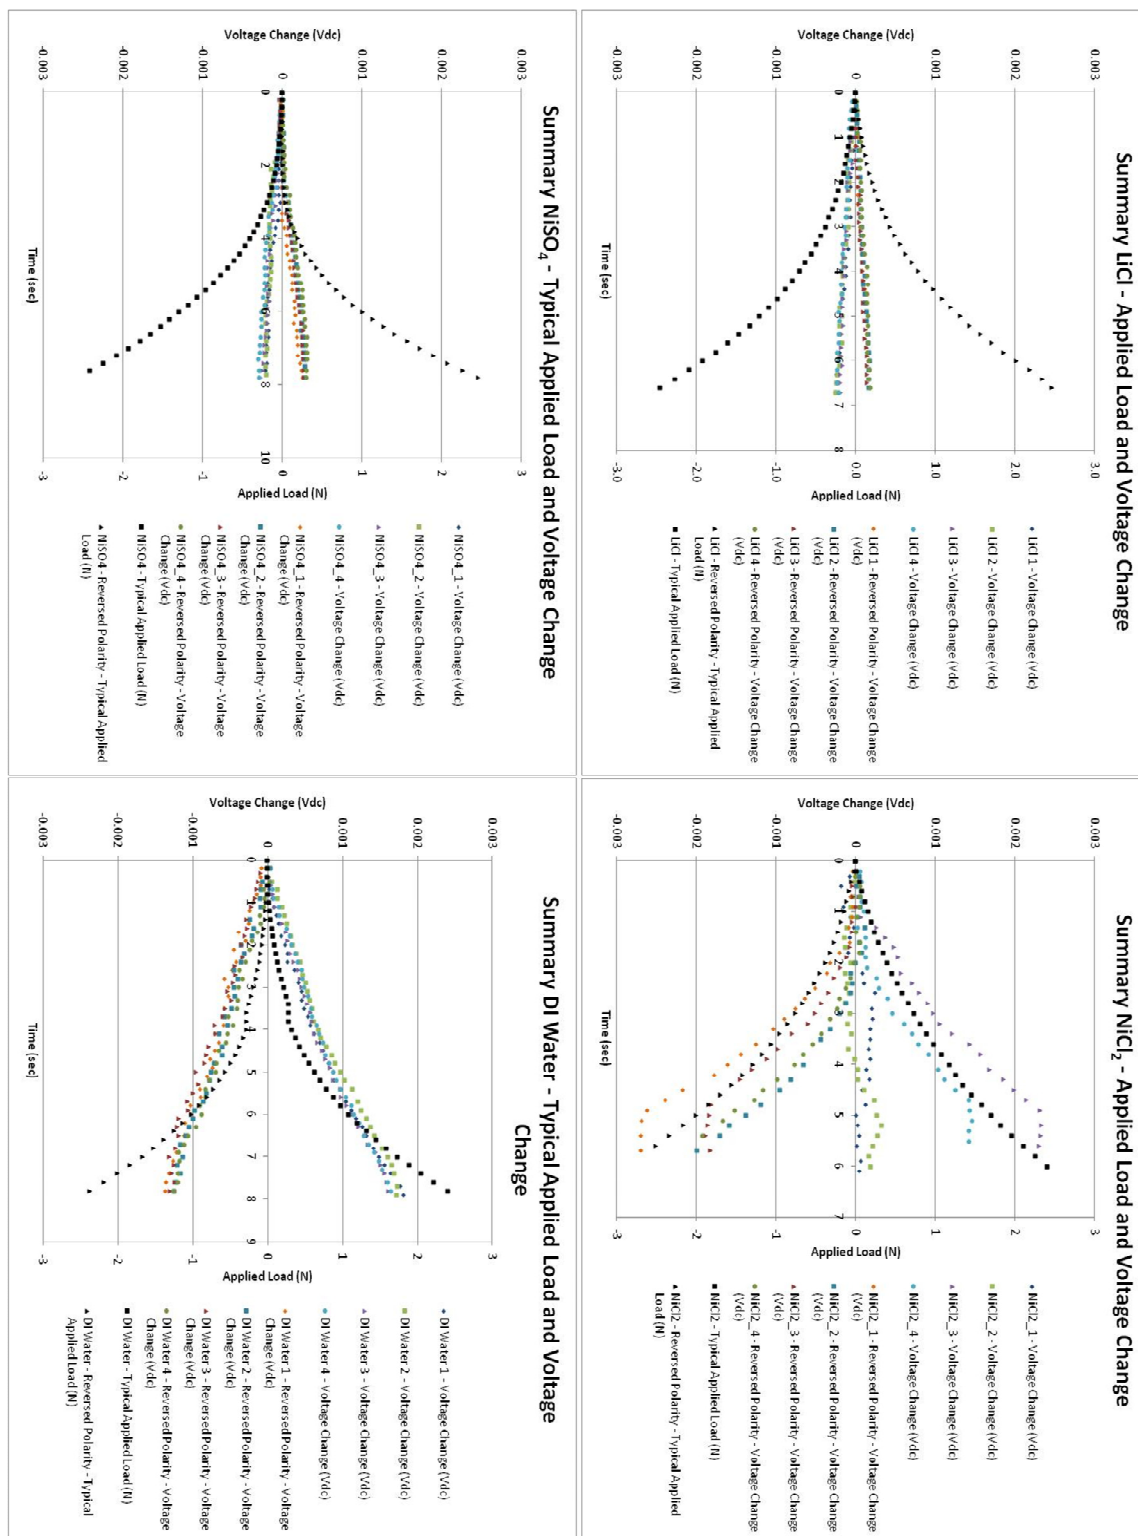 Summary LiCl - Applied Load and Voltage Change
Voltage Change (Vdc)
0.003
0.002
0.001
0
-0.001
-0.002
-0.003
0 1 2 3 4 5 6 7 8
Time (sec)
3.0
2.0
1.0
0.0
-1.0
-2.0
-3.0
Applied Load (N)
LiCl 1 - Voltage Change (Vdc)
LiCl 2 - Voltage Change (Vdc)
LiCl 3 - Voltage Change (Vdc)
LiCl 4 - Voltage Change (Vdc)
LiCl 1 - Reversed Polarity - Voltage Change
(Vdc)
LiCl 2 - Reversed Polarity - Voltage Change
(Vdc)
LiCl 3 - Reversed Polarity - Voltage Change
(Vdc)
LiCl 4 - Reversed Polarity - Voltage Change
(Vdc)
LiCl - Reversed Polarity - Typical Applied
Load (N)
LiCl - Typical Applied Load (N)
Summary NiCl2 - Applied Load and Voltage Change
Voltage Change (Vdc)
0.003
0.002
0.001
0
-0.001
-0.002
-0.003
0 1 2 3 4 5 6 7
Time (sec)
3
2
1
0
-1
-2
-3
Applied Load (N)
NiCl2_1 - Voltage Change (Vdc)
NiCl2_2 - Voltage Change (Vdc)
NiCl2_3 - Voltage Change (Vdc)
NiCl2_4 - Voltage Change (Vdc)
NiCl2_1 - Reversed Polarity - Voltage Change
(Vdc)
NiCl2_2 - Reversed Polarity - Voltage Change
(Vdc)
NiCl2_3 - Reversed Polarity - Voltage Change
(Vdc)
NiCl2_4 - Reversed Polarity - Voltage Change
(Vdc)
NiCl2 - Typical Applied Load (N)
NiCl2 - Reversed Polarity - Typical Applied
Load (N)
Summary NiSO4 - Typical Applied Load and Voltage Change
Voltage Change (Vdc)
0.003
0.002
0.001
0
-0.001
-0.002
-0.003
0 2 4 6 8 10
Time (sec)
3
2
1
0
-1
-2
-3
Applied Load (N)
NiSO4_1 - Voltage Change (Vdc)
NiSO4_2 - Voltage Change (Vdc)
NiSO4_3 - Voltage Change (Vdc)
NiSO4_4 - Voltage Change (Vdc)
NiSO4_1 - Reversed Polarity - Voltage
Change (Vdc)
NiSO4_2 - Reversed Polarity - Voltage
Change (Vdc)
NiSO4_3 - Reversed Polarity - Voltage
Change (Vdc)
NiSO4_4 - Reversed Polarity - Voltage
Change (Vdc)
NiSO4 - Typical Applied Load (N)
NiSO4 - Reversed Polarity - Typical Applied
Load (N)
Summary DI Water - Typical Applied Load and Voltage
Change
Voltage Change (Vdc)
0.003
0.002
0.001
0
-0.001
-0.002
-0.003
0 1 2 3 4 5 6 7 8 9
Time (sec)
3
2
1
0
-1
-2
-3
Applied Load (N)
DI Water 1 - Voltage Change (Vdc)
DI Water 2 - Voltage Change (Vdc)
DI Water 3 - Voltage Change (Vdc)
DI Water 4 - Voltage Change (Vdc)
DI Water 1 - Reversed Polarity - Voltage
Change (Vdc)
DI Water 2 - Reversed Polarity - Voltage
Change (Vdc)
DI Water 3 - Reversed Polarity - Voltage
Change (Vdc)
DI Water 4 - Reversed Polarity - Voltage
Change (Vdc)
DI Water - Typical Applied Load (N)
DI Water - Reversed Polarity - Typical
Applied Load (N)